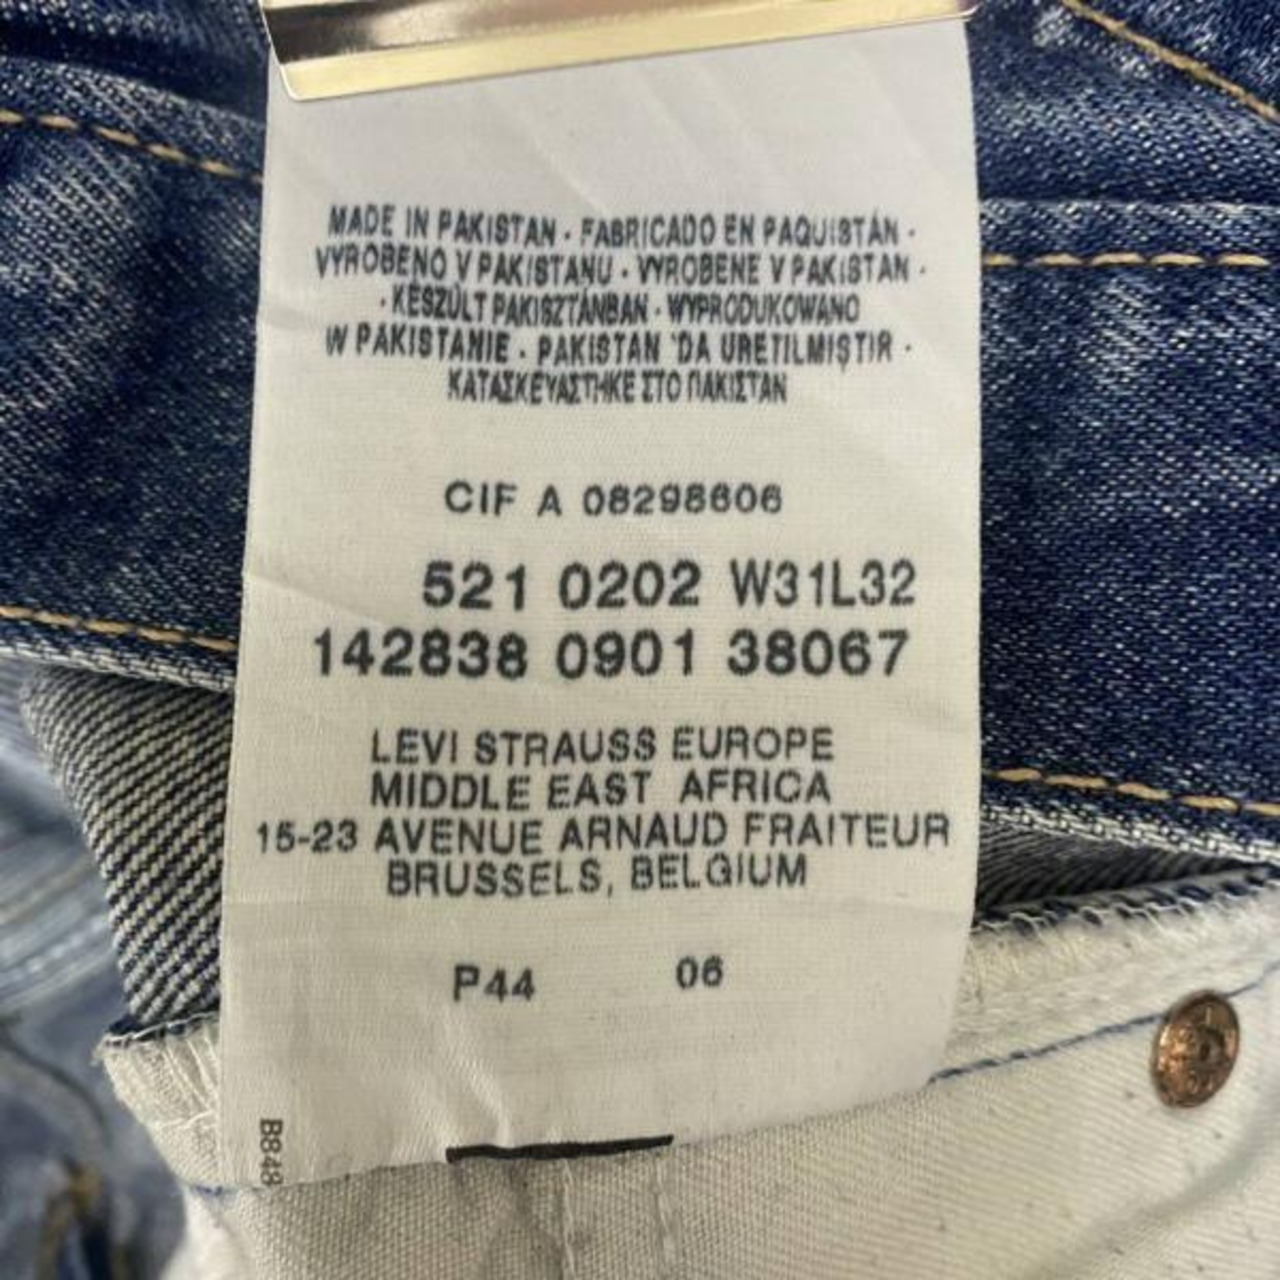 MADE IN PAKISTAN · FABRICADO EN PAQUISTÁN ·
VYROBENO V PAKISTANU · VYROBENE V PAKISTAN ·
· KÉSZÜLT PAKISZTÁNBAN · WYPRODUKOWANO
W PAKISTANIE · PAKISTAN 'DA URETILMIŞTIR ·
ΚΑΤΑΣΚΕΥΑΣΤΗΚΕ ΣΤΟ ΠΑΚΙΣΤΑΝ
CIF A 08298606
521 0202 W31L32
142838 0901 38067
LEVI STRAUSS EUROPE
MIDDLE EAST AFRICA
15-23 AVENUE ARNAUD FRAITEUR
BRUSSELS, BELGIUM
P44 06
B848